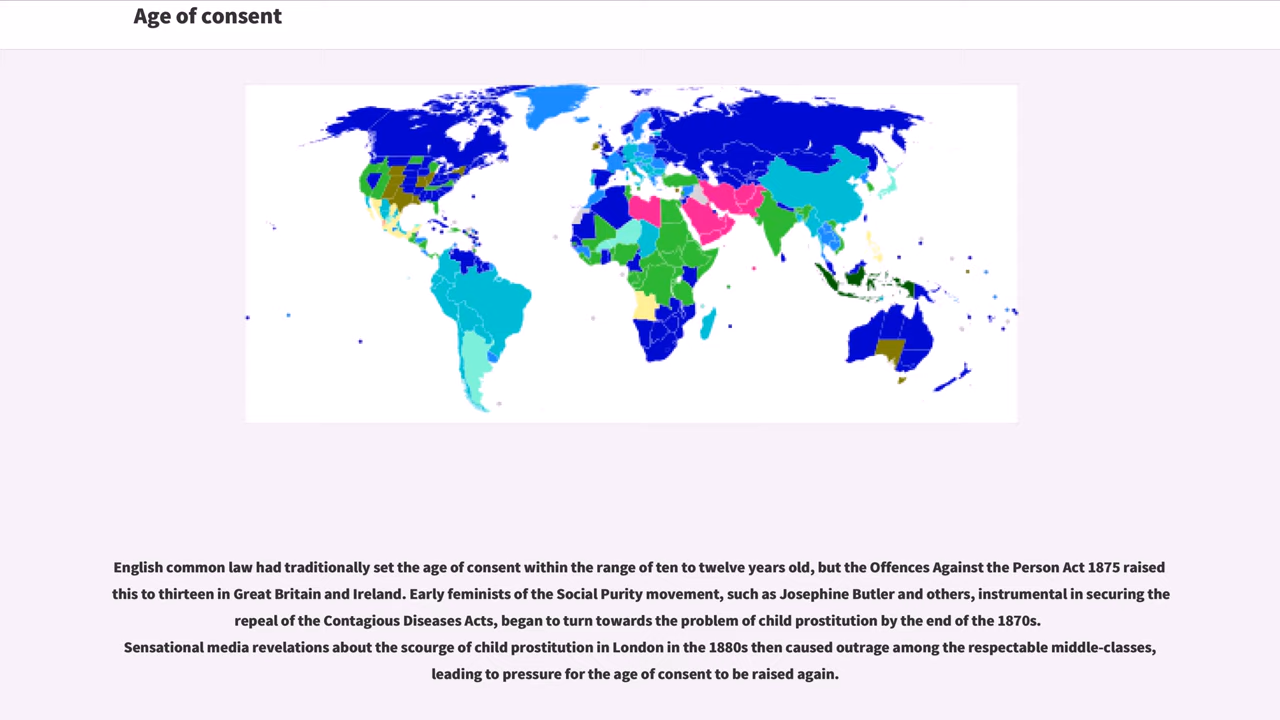 Age of consent
English common law had traditionally set the age of consent within the range of ten to twelve years old, but the Offences Against the Person Act 1875 raised
this to thirteen in Great Britain and Ireland. Early feminists of the Social Purity movement, such as Josephine Butler and others, instrumental in securing the
repeal of the Contagious Diseases Acts, began to turn towards the problem of child prostitution by the end of the 1870s.
Sensational media revelations about the scourge of child prostitution in London in the 1880s then caused outrage among the respectable middle-classes,
leading to pressure for the age of consent to be raised again.